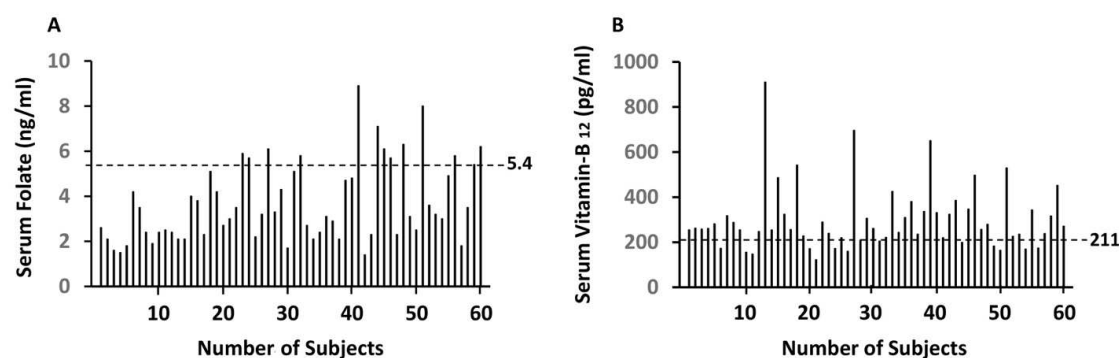 A
Serum Folate (ng/ml)
10
8
6
4
2
0
5.4
10 20 30 40 50 60
Number of Subjects
B
Serum Vitamin-B 12 (pg/ml)
1000
800
600
400
200
0
211
10 20 30 40 50 60
Number of Subjects